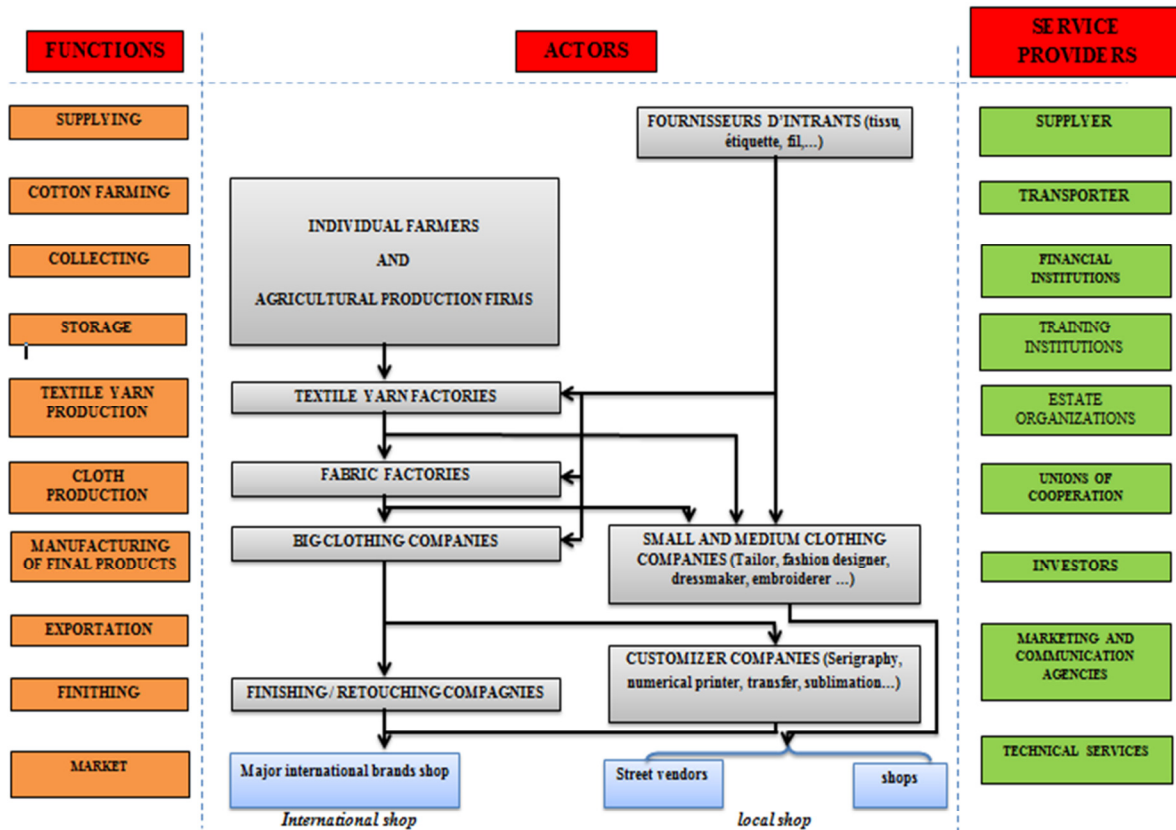 FUNCTIONS
ACTORS
SERVICE
PROVIDERS
SUPPLYING
COTTON FARMING
COLLECTING
STORAGE
TEXTILE YARN
PRODUCTION
CLOTH
PRODUCTION
MANUFACTURING
OF FINAL PRODUCTS
EXPORTATION
FINITHING
MARKET
FOURNISSEURS D'INTRANTS (tissu,
étiquette, fil,...)
INDIVIDUAL FARMERS
AND
AGRICULTURAL PRODUCTION FIRMS
TEXTILE YARN FACTORIES
FABRIC FACTORIES
BIG CLOTHING COMPANIES
SMALL AND MEDIUM CLOTHING
COMPANIES (Tailor, fashion designer,
dressmaker, embroiderer ...)
CUSTOMIZER COMPANIES (Serigraphy,
numerical printer, transfer, sublimation...)
FINISHING / RETOUCHING COMPAGNIES
Major international brands shop
International shop
Street vendors
shops
local shop
SUPPLYER
TRANSPORTER
FINANCIAL
INSTITUTIONS
TRAINING
INSTITUTIONS
ESTATE
ORGANIZATIONS
UNIONS OF
COOPERATION
INVESTORS
MARKETING AND
COMMUNICATION
AGENCIES
TECHNICAL SERVICES